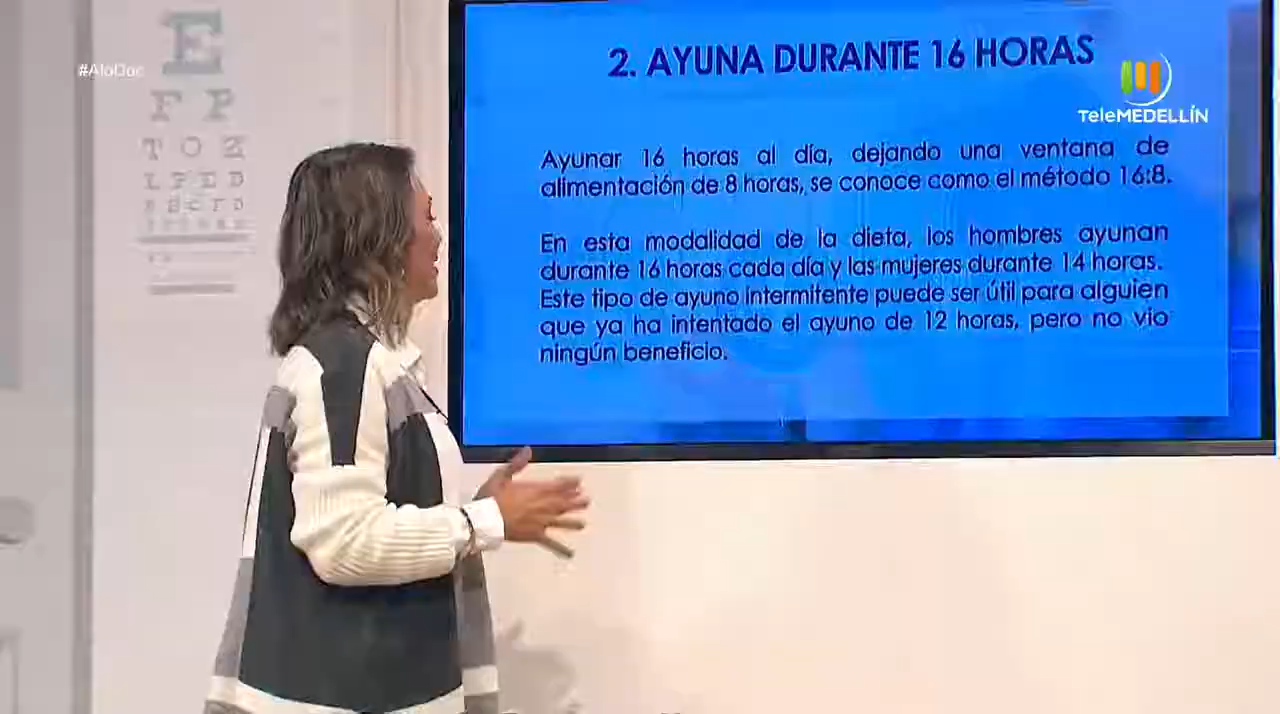 #AloDoc
E
F P
T O Z
L P E D
2. AYUNA DURANTE 16 HORAS
TeleMEDELLÍN
Ayunar 16 horas al día, dejando una ventana de
alimentación de 8 horas, se conoce como el método 16:8.
En esta modalidad de la dieta, los hombres ayunan
durante 16 horas cada día y las mujeres durante 14 horas.
Este tipo de ayuno intermitente puede ser útil para alguien
que ya ha intentado el ayuno de 12 horas, pero no vio
ningún beneficio.